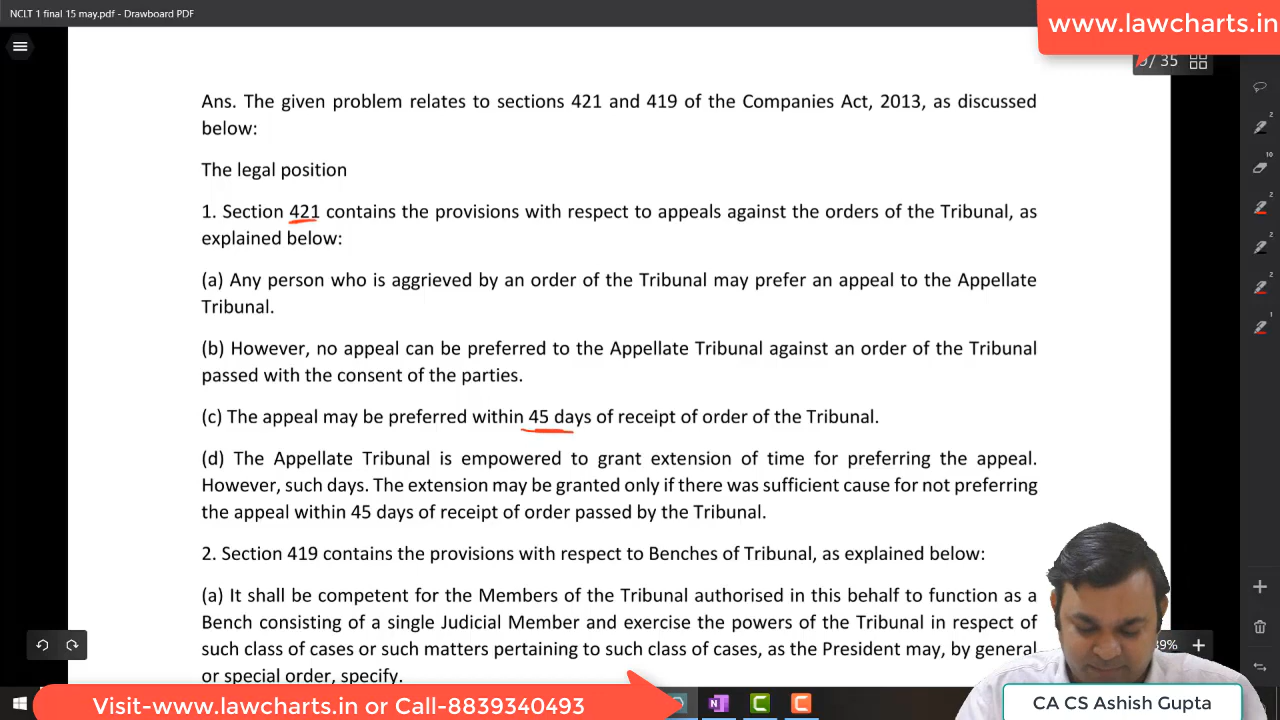 NCLT 1 final 15 may.pdf - Drawboard PDF
www.lawcharts.in
/ 35
Ans. The given problem relates to sections 421 and 419 of the Companies Act, 2013, as discussed
below:
The legal position
1. Section 421 contains the provisions with respect to appeals against the orders of the Tribunal, as
explained below:
(a) Any person who is aggrieved by an order of the Tribunal may prefer an appeal to the Appellate
Tribunal.
(b) However, no appeal can be preferred to the Appellate Tribunal against an order of the Tribunal
passed with the consent of the parties.
(c) The appeal may be preferred within 45 days of receipt of order of the Tribunal.
(d) The Appellate Tribunal is empowered to grant extension of time for preferring the appeal.
However, such days. The extension may be granted only if there was sufficient cause for not preferring
the appeal within 45 days of receipt of order passed by the Tribunal.
2. Section 419 contains the provisions with respect to Benches of Tribunal, as explained below:
(a) It shall be competent for the Members of the Tribunal authorised in this behalf to function as a
Bench consisting of a single Judicial Member and exercise the powers of the Tribunal in respect of
such class of cases or such matters pertaining to such class of cases, as the President may, by general
or special order, specify.
2
10
2
2
2
1
9%
Visit-www.lawcharts.in or Call-8839340493
CA CS Ashish Gupta